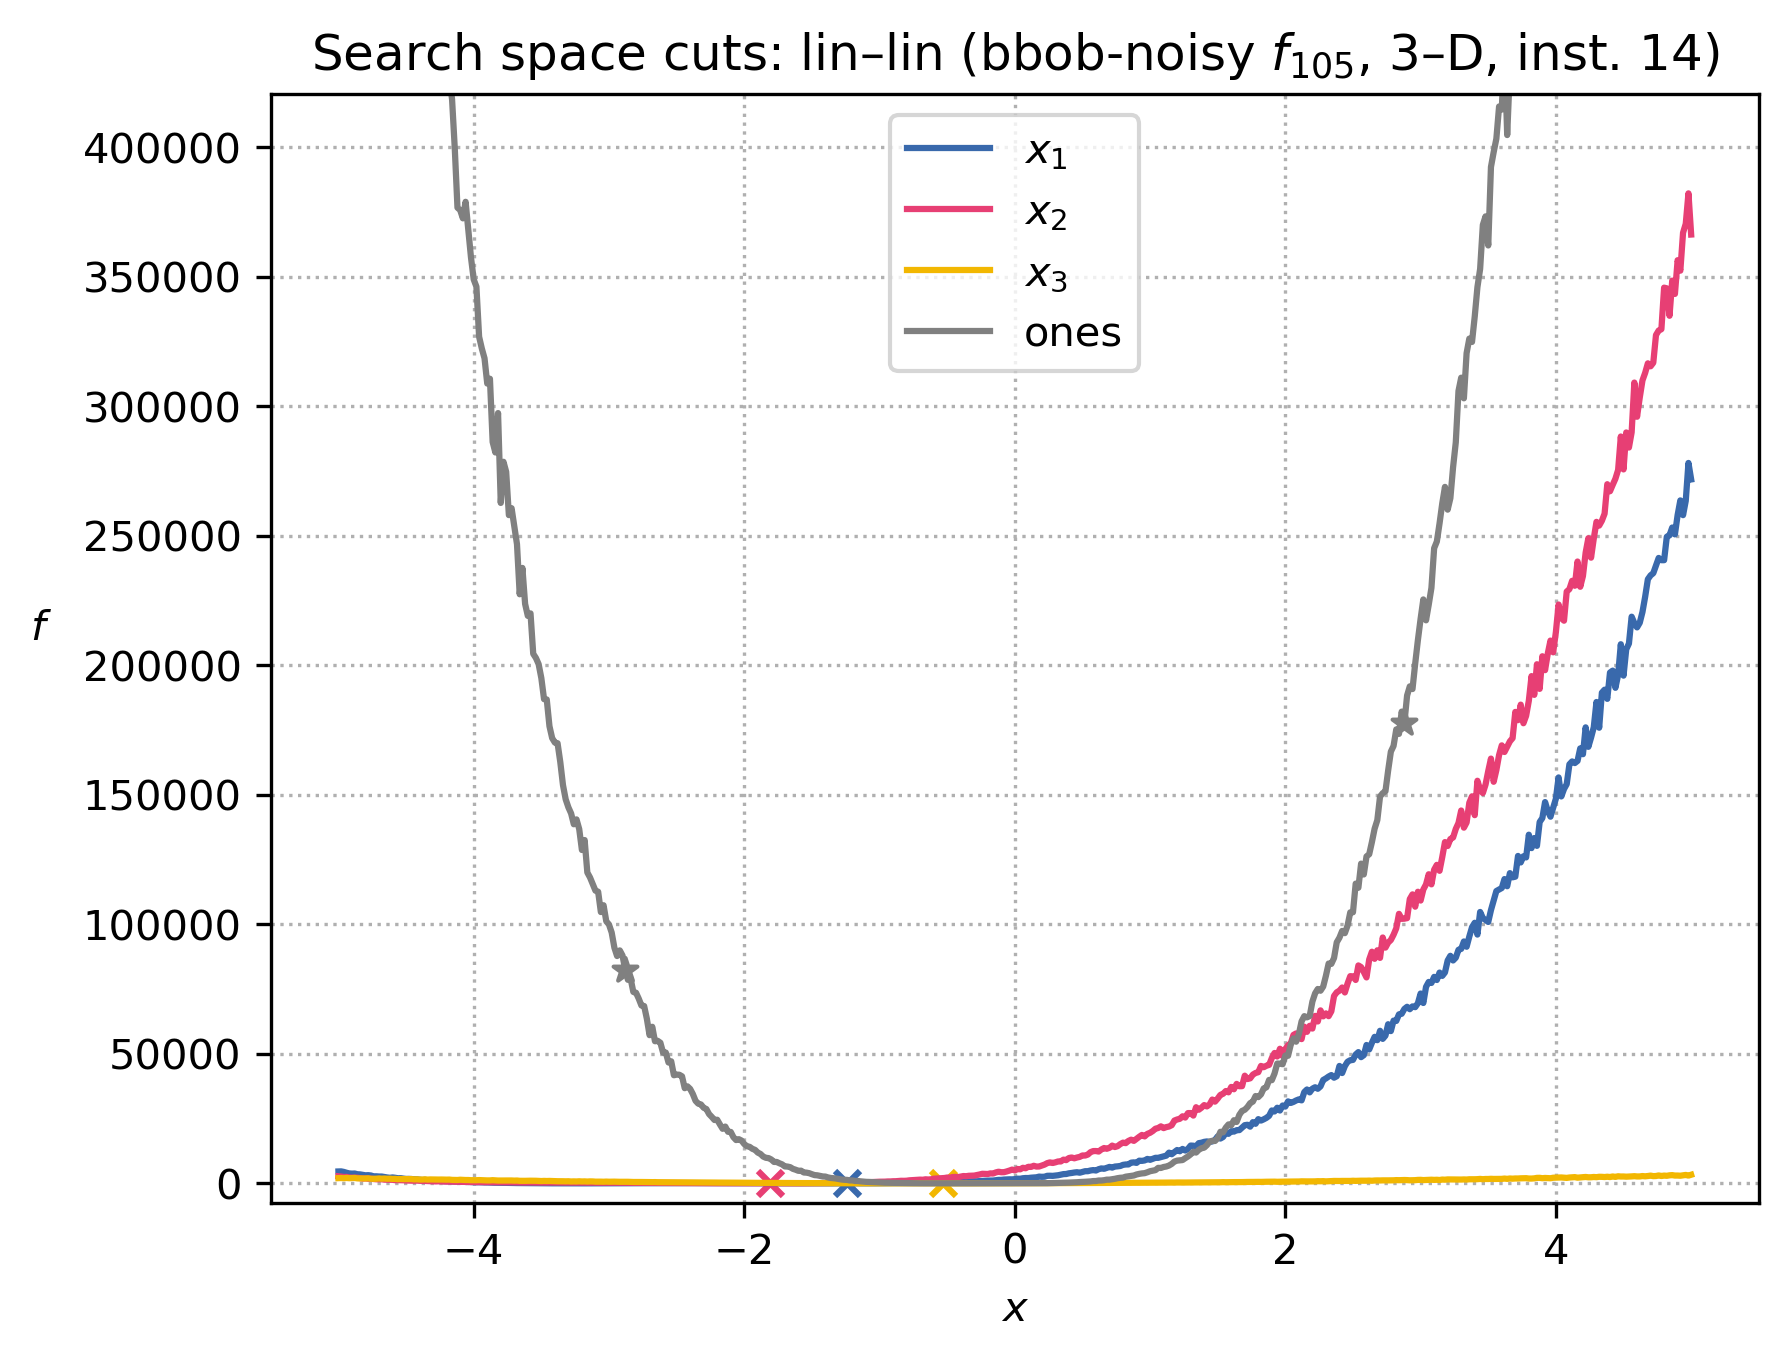 Search space cuts: lin–lin (bbob-noisy f₁₀₅, 3–D, inst. 14)
x₁
x₂
x₃
ones
400000
350000
300000
250000
200000
150000
100000
50000
0
f
−4
−2
0
2
4
x